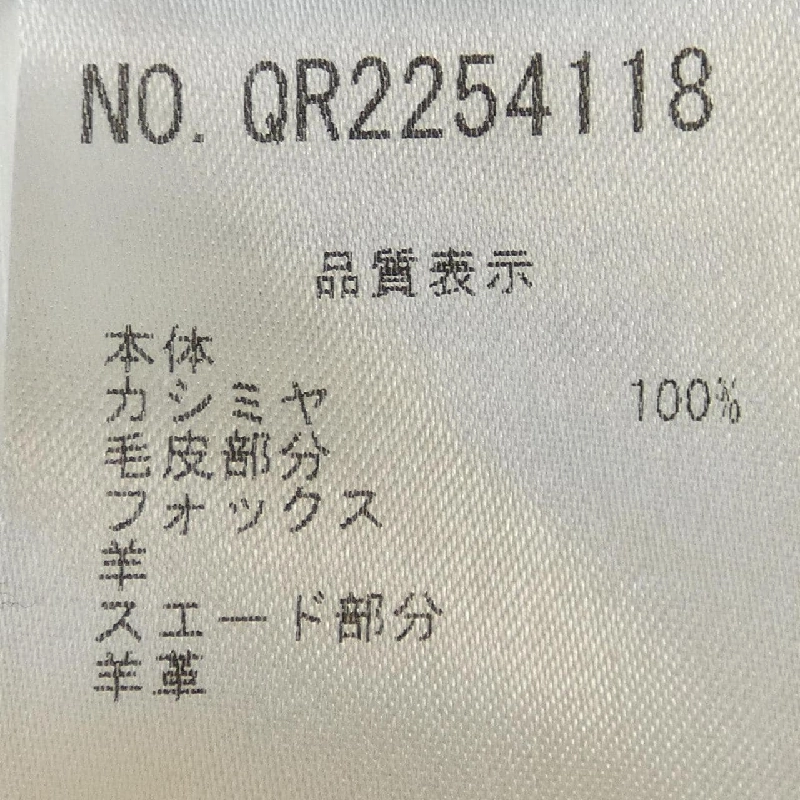 NO. QR2254118
品質表示
本体
カシミヤ 100%
毛皮部分
フォックス
羊
スエード部分
羊革